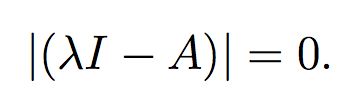 |(λI − A)| = 0.